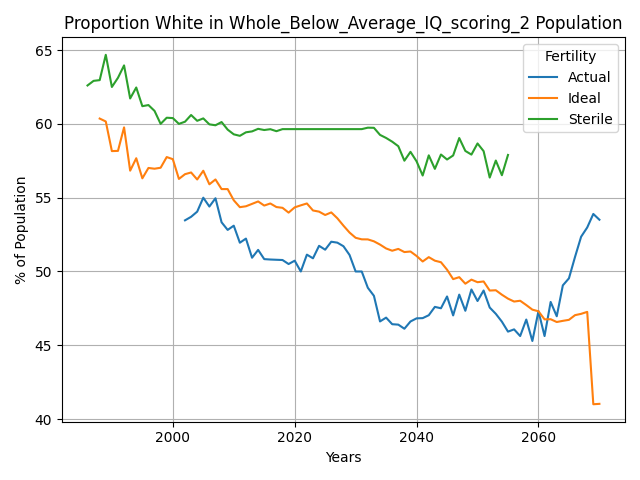 Proportion White in Whole_Below_Average_IQ_scoring_2 Population
% of Population
65
60
55
50
45
40
2000
2020
2040
2060
Years
Fertility
Actual
Ideal
Sterile